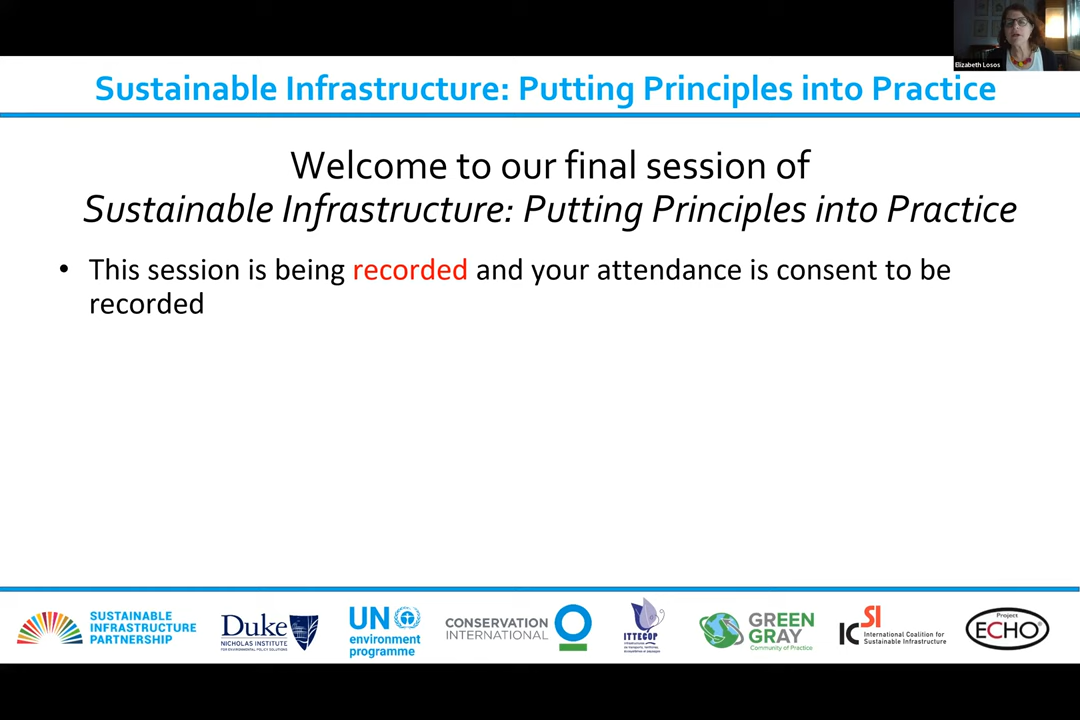 Elizabeth Losos
Sustainable Infrastructure: Putting Principles into Practice
Welcome to our final session of
Sustainable Infrastructure: Putting Principles into Practice
• This session is being recorded and your attendance is consent to be
recorded
SUSTAINABLE
INFRASTRUCTURE
PARTNERSHIP
Duke
NICHOLAS INSTITUTE
FOR ENVIRONMENTAL POLICY SOLUTIONS
UN
environment
programme
CONSERVATION
INTERNATIONAL
ITTECOP
GREEN
GRAY
Community of Practice
ICSI
International Coalition for
Sustainable Infrastructure
Project
ECHO®